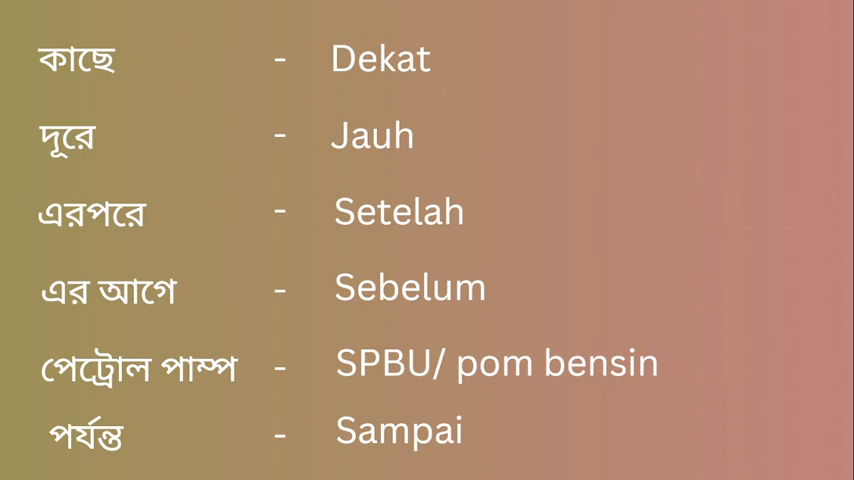 কাছে - Dekat
দূরে - Jauh
এরপরে - Setelah
এর আগে - Sebelum
পেট্রোল পাম্প - SPBU/ pom bensin
পর্যন্ত - Sampai